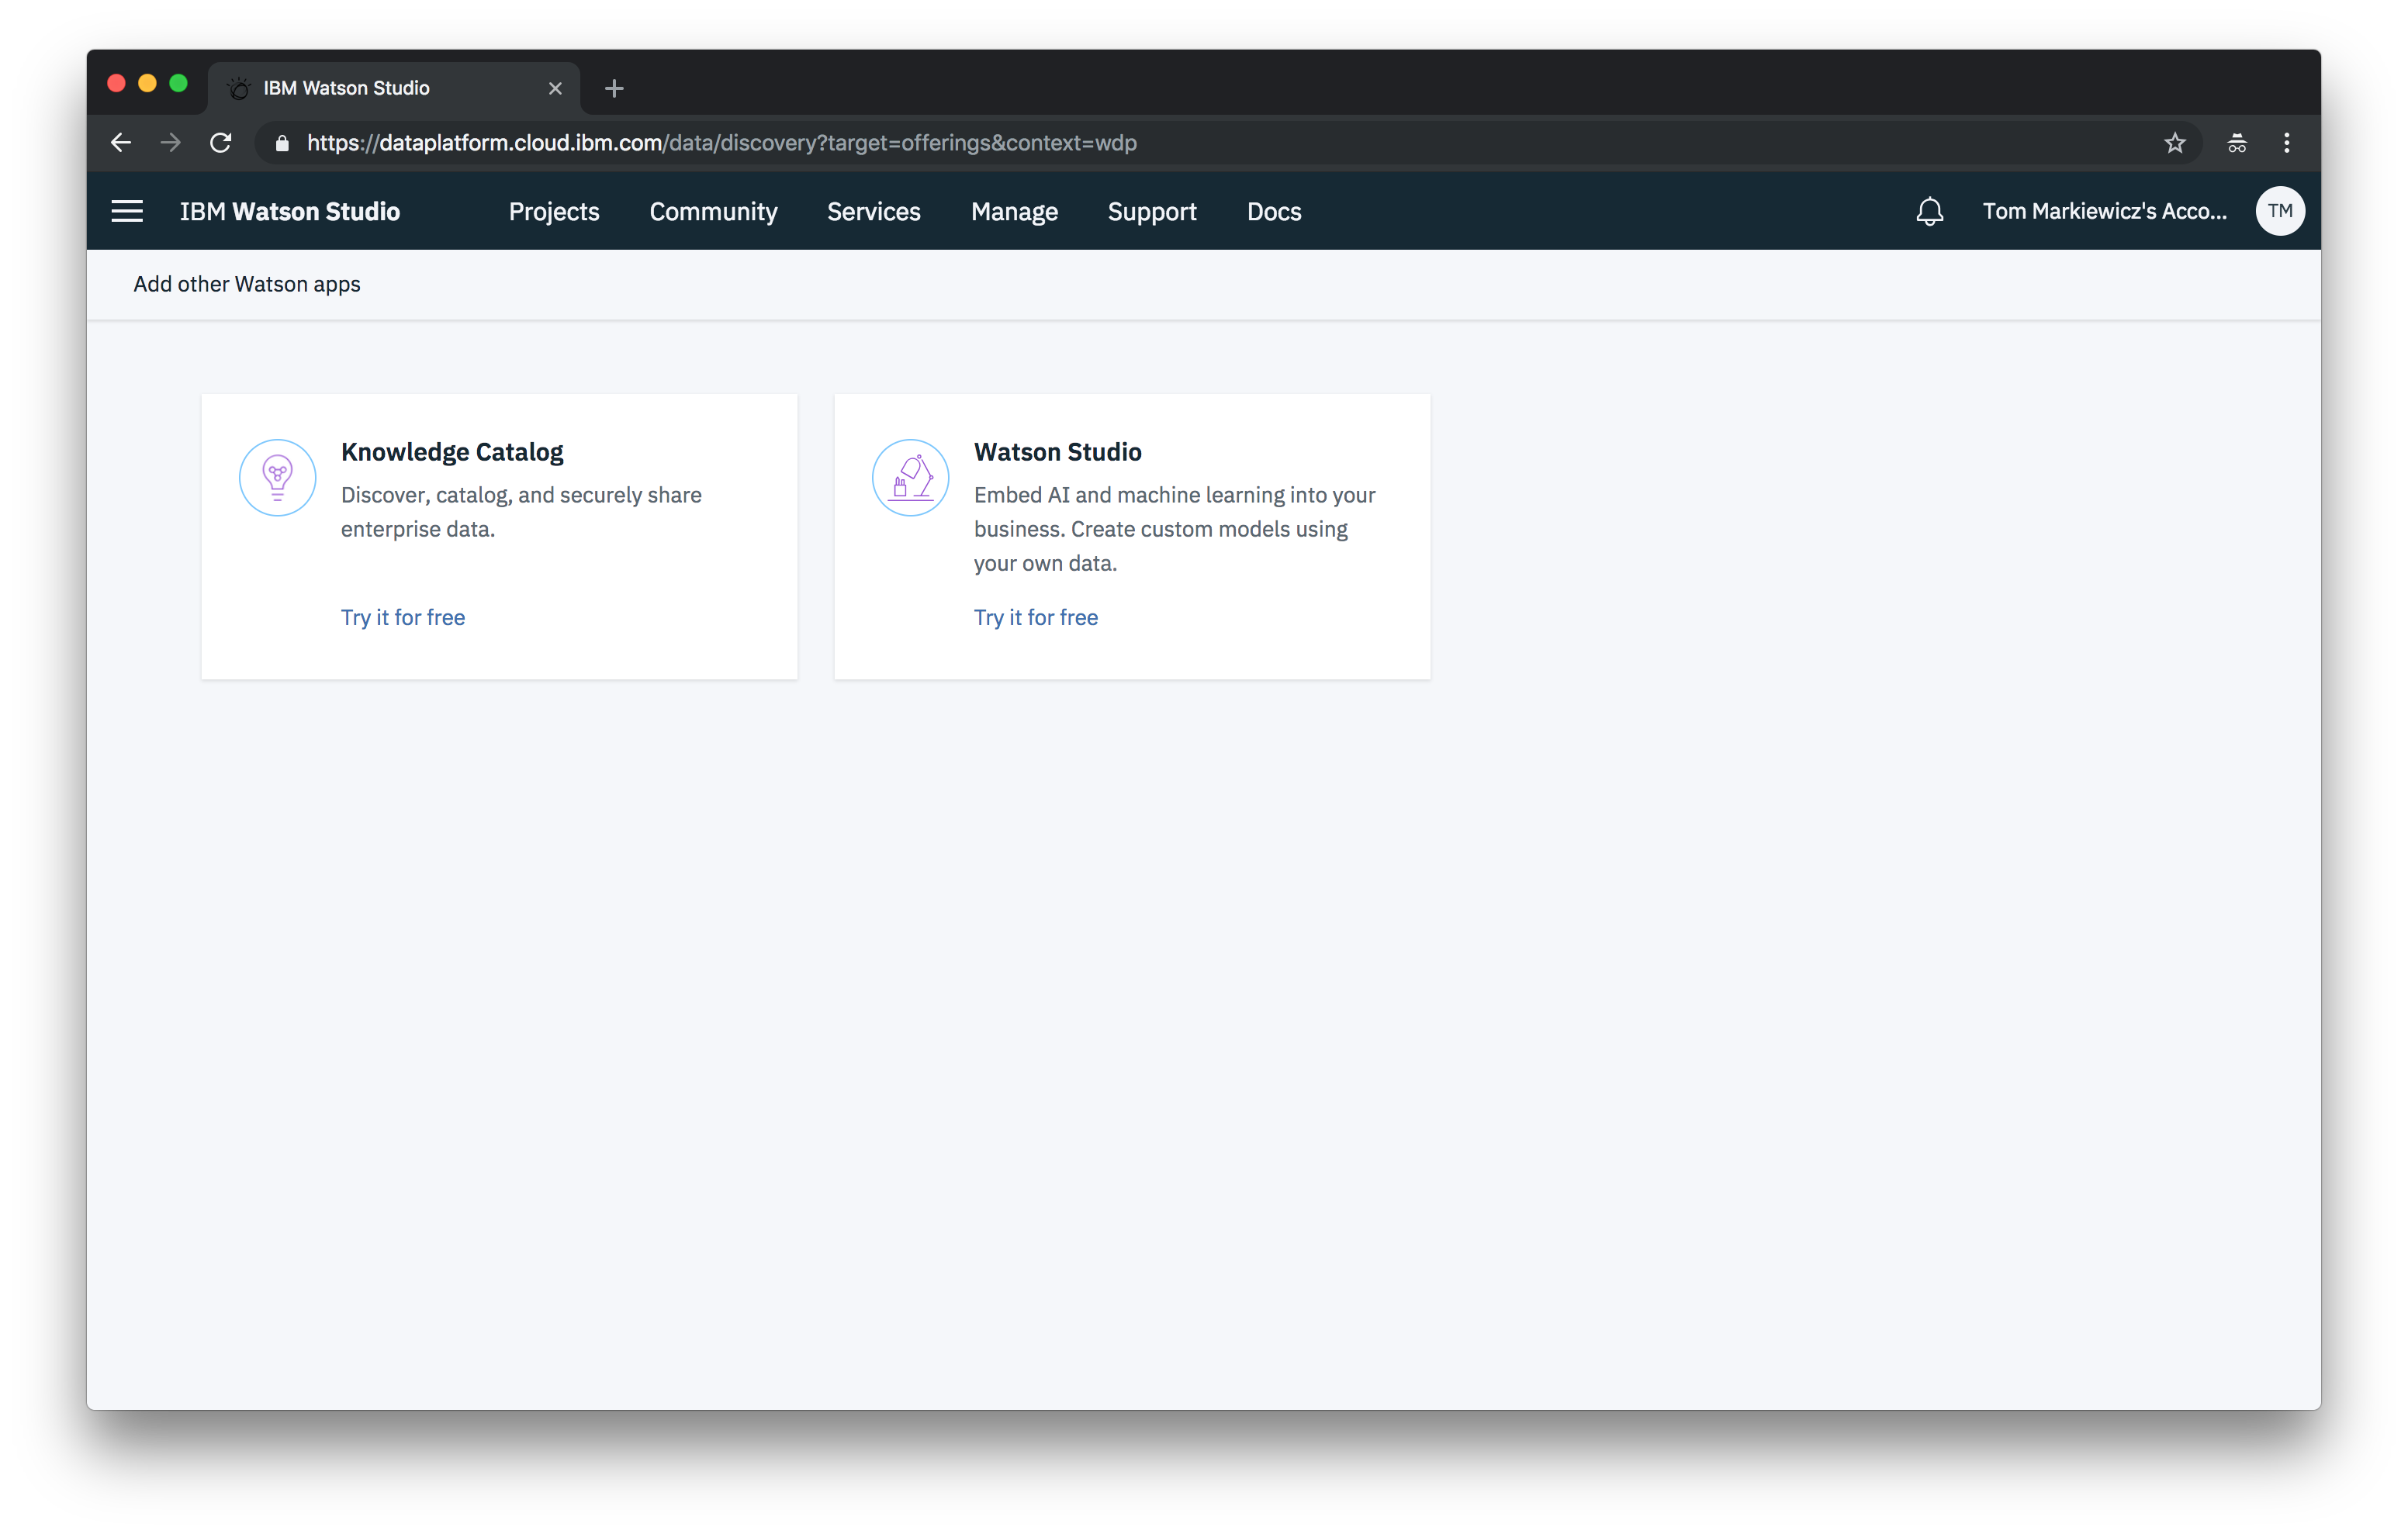 IBM Watson Studio
https://dataplatform.cloud.ibm.com/data/discovery?target=offerings&context=wdp
IBM Watson Studio Projects Community Services Manage Support Docs Tom Markiewicz's Acco... TM
Add other Watson apps
Knowledge Catalog
Discover, catalog, and securely share
enterprise data.
Try it for free
Watson Studio
Embed AI and machine learning into your
business. Create custom models using
your own data.
Try it for free